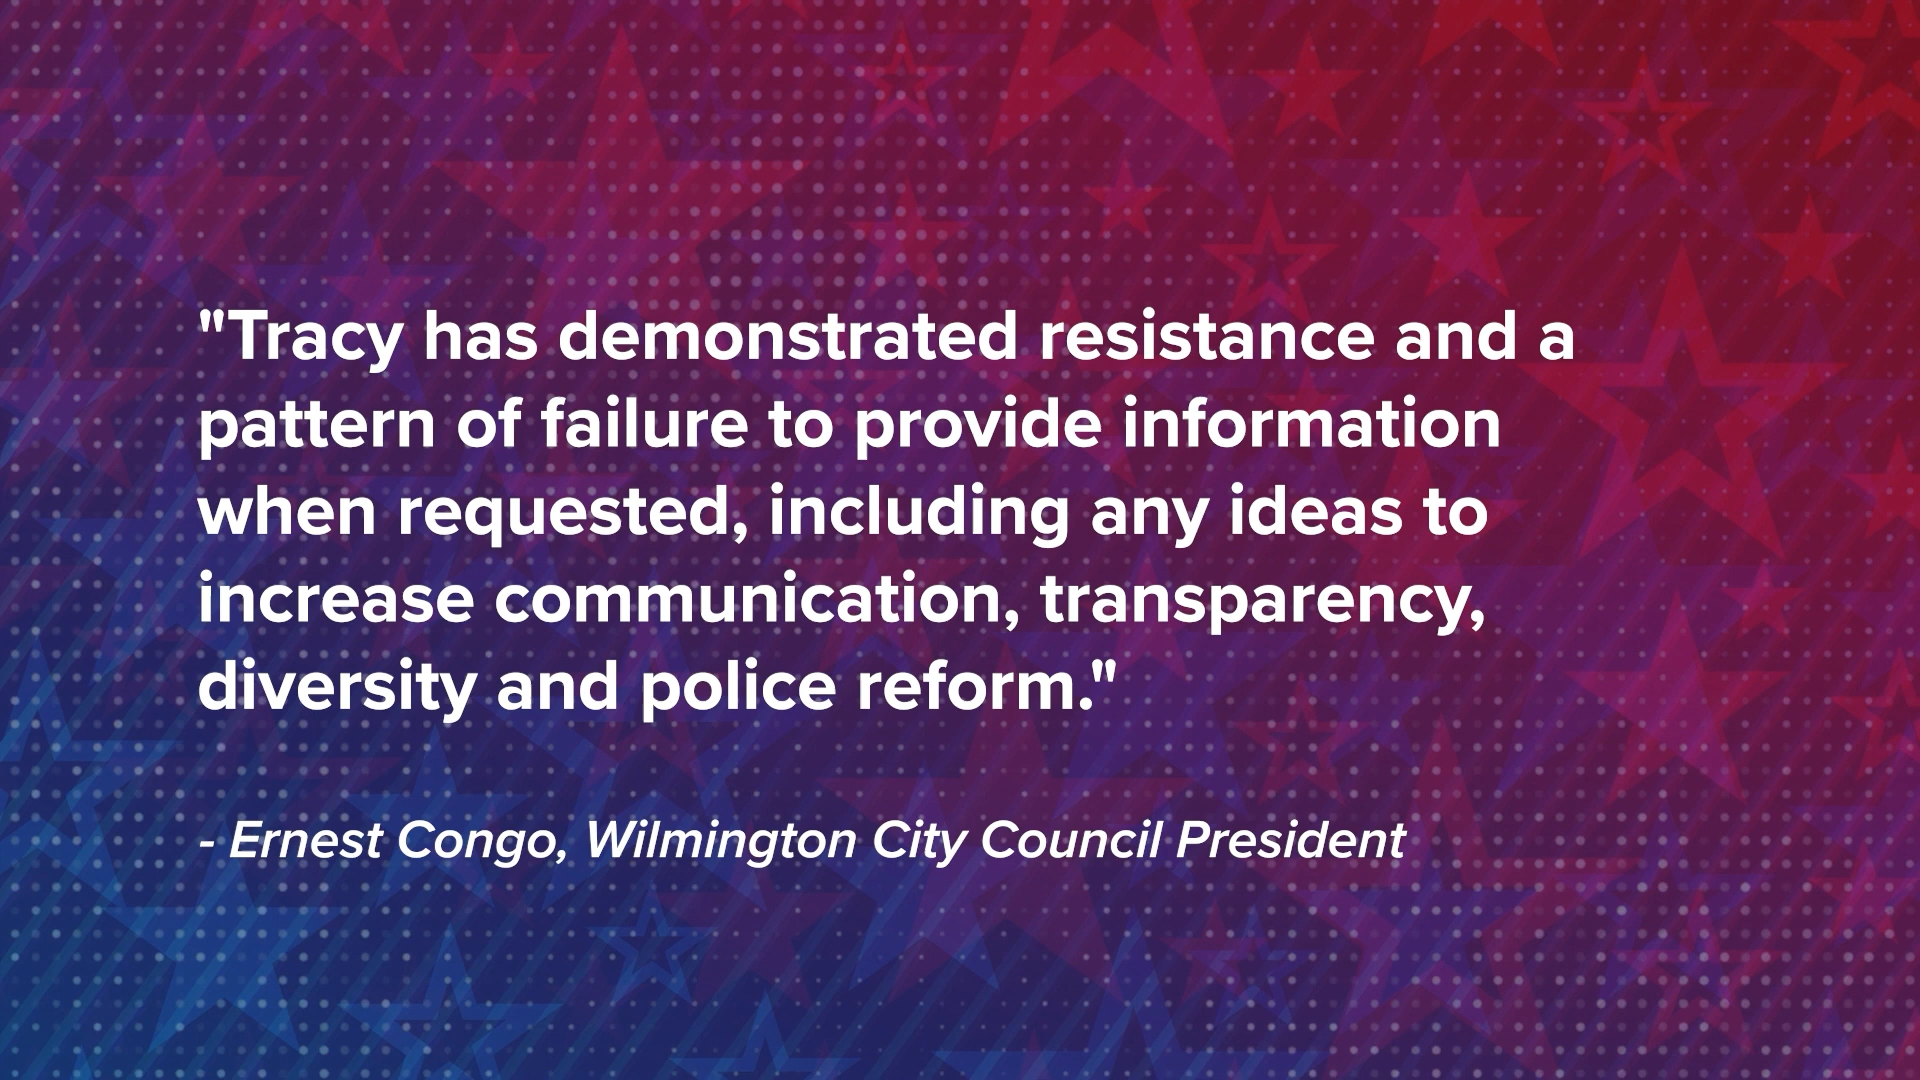 "Tracy has demonstrated resistance and a
pattern of failure to provide information
when requested, including any ideas to
increase communication, transparency,
diversity and police reform."
- Ernest Congo, Wilmington City Council President